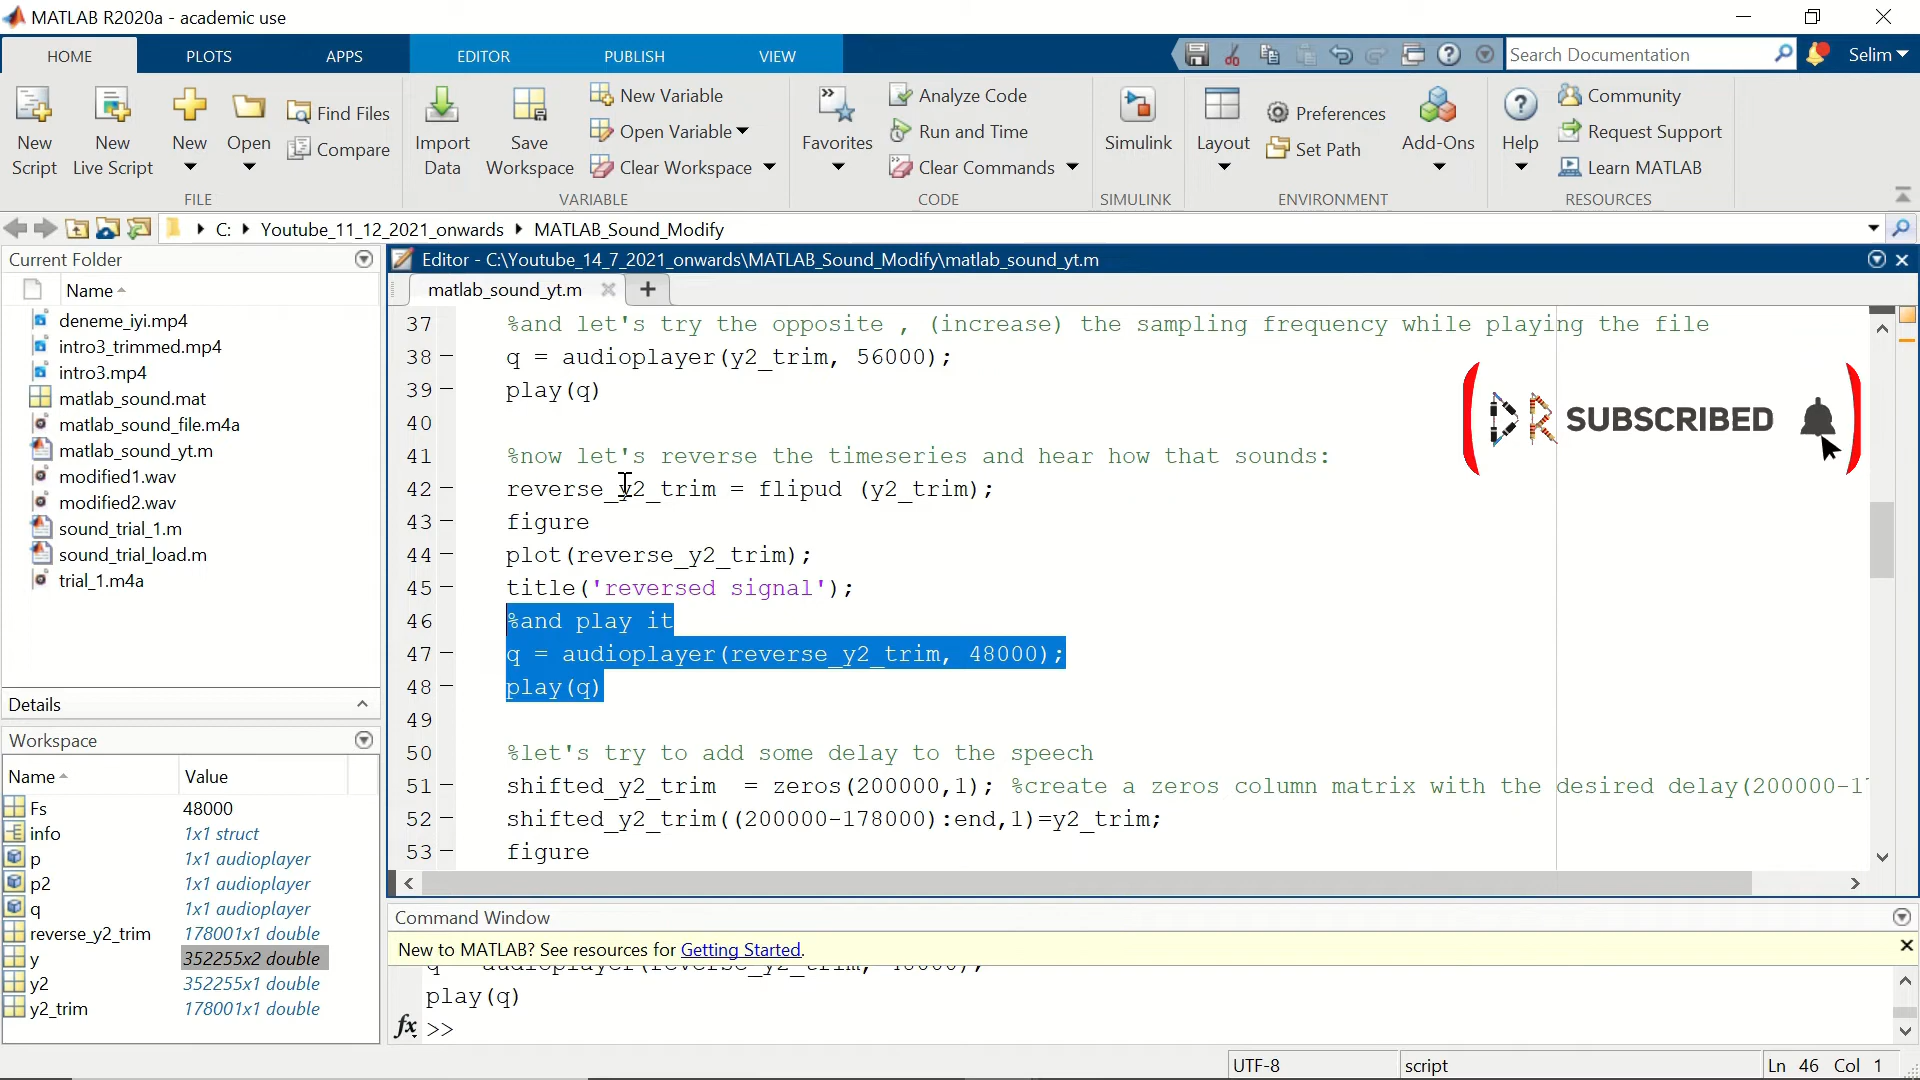 MATLAB R2020a - academic use
HOME PLOTS APPS EDITOR PUBLISH VIEW
Search Documentation
Selim
New Script
New Live Script
New
Open
Find Files
Compare
FILE
Import Data
Save Workspace
New Variable
Open Variable
Clear Workspace
VARIABLE
Favorites
Analyze Code
Run and Time
Clear Commands
CODE
Simulink
SIMULINK
Layout
Preferences
Set Path
Add-Ons
ENVIRONMENT
Help
Community
Request Support
Learn MATLAB
RESOURCES
C: Youtube_11_12_2021_onwards MATLAB_Sound_Modify
Current Folder
Name
deneme_iyi.mp4
intro3_trimmed.mp4
intro3.mp4
matlab_sound.mat
matlab_sound_file.m4a
matlab_sound_yt.m
modified1.wav
modified2.wav
sound_trial_1.m
sound_trial_load.m
trial_1.m4a
Details
Workspace
Name Value
Fs 48000
info 1x1 struct
p 1x1 audioplayer
p2 1x1 audioplayer
q 1x1 audioplayer
reverse_y2_trim 178001x1 double
y 352255x2 double
y2 352255x1 double
y2_trim 178001x1 double
Editor - C:\Youtube_14_7_2021_onwards\MATLAB_Sound_Modify\matlab_sound_yt.m
matlab_sound_yt.m
37 %and let's try the opposite , (increase) the sampling frequency while playing the file
38 q = audioplayer(y2_trim, 56000);
39 play(q)
40
41 %now let's reverse the timeseries and hear how that sounds:
42 reverse_y2_trim = flipud (y2_trim);
43 figure
44 plot(reverse_y2_trim);
45 title('reversed signal');
46 %and play it
47 q = audioplayer(reverse_y2_trim, 48000);
48 play(q)
49
50 %let's try to add some delay to the speech
51 shifted_y2_trim = zeros(200000,1); %create a zeros column matrix with the desired delay(200000-17
52 shifted_y2_trim((200000-178000):end,1)=y2_trim;
53 figure
DR SUBSCRIBED
Command Window
New to MATLAB? See resources for Getting Started.
q = audioplayer(reverse_y2_trim, 48000);
play(q)
fx >>
UTF-8 script Ln 46 Col 1